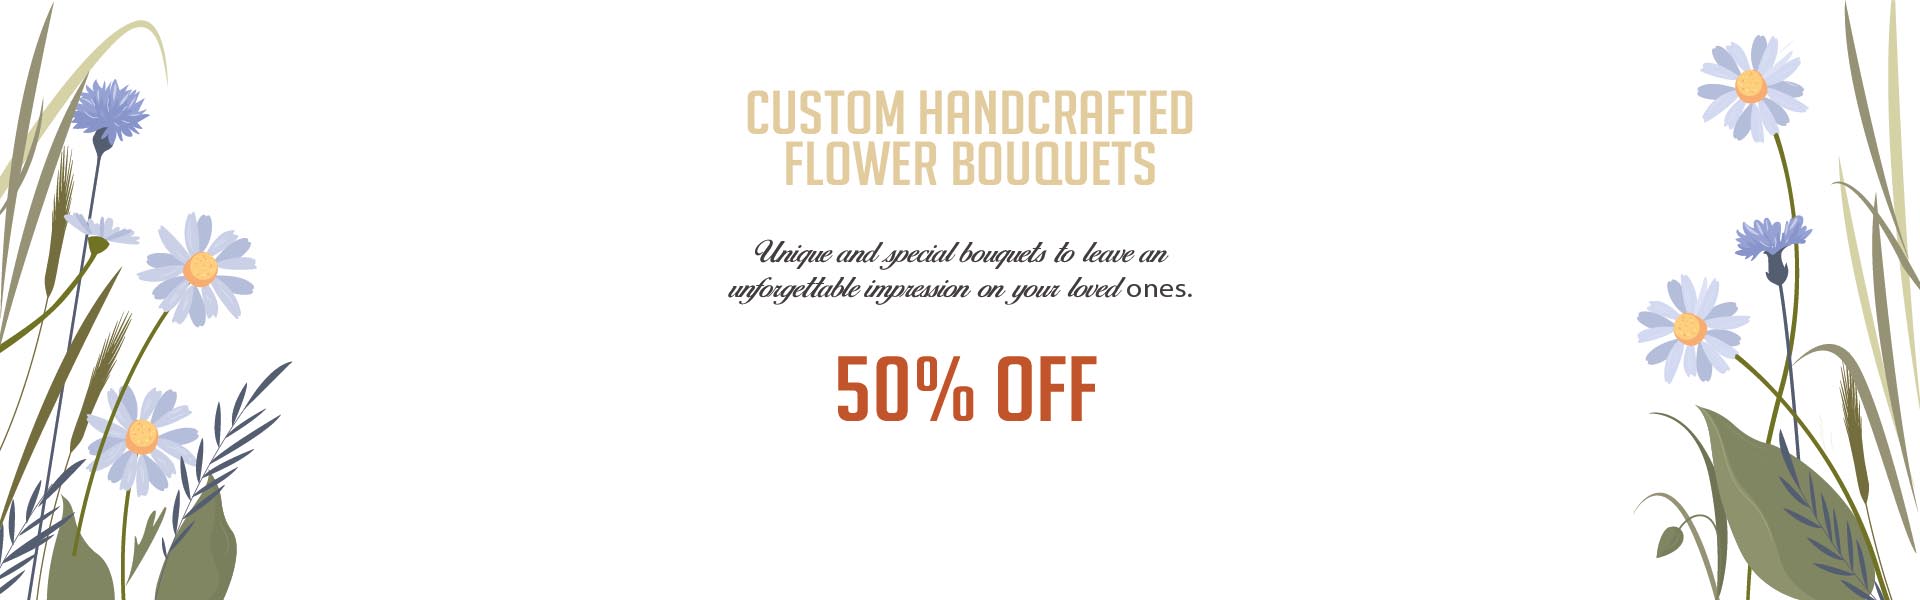 CUSTOM HANDCRAFTED
FLOWER BOUQUETS
Unique and special bouquets to leave an
unforgettable impression on your loved ones.
50% OFF